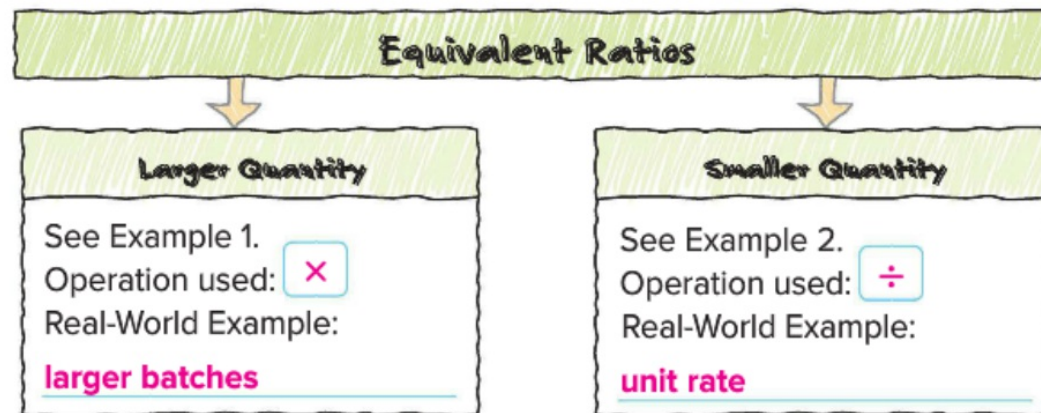 Equivalent Ratios
Larger Quantity
See Example 1.
Operation used: ×
Real-World Example:
larger batches
Smaller Quantity
See Example 2.
Operation used: ÷
Real-World Example:
unit rate